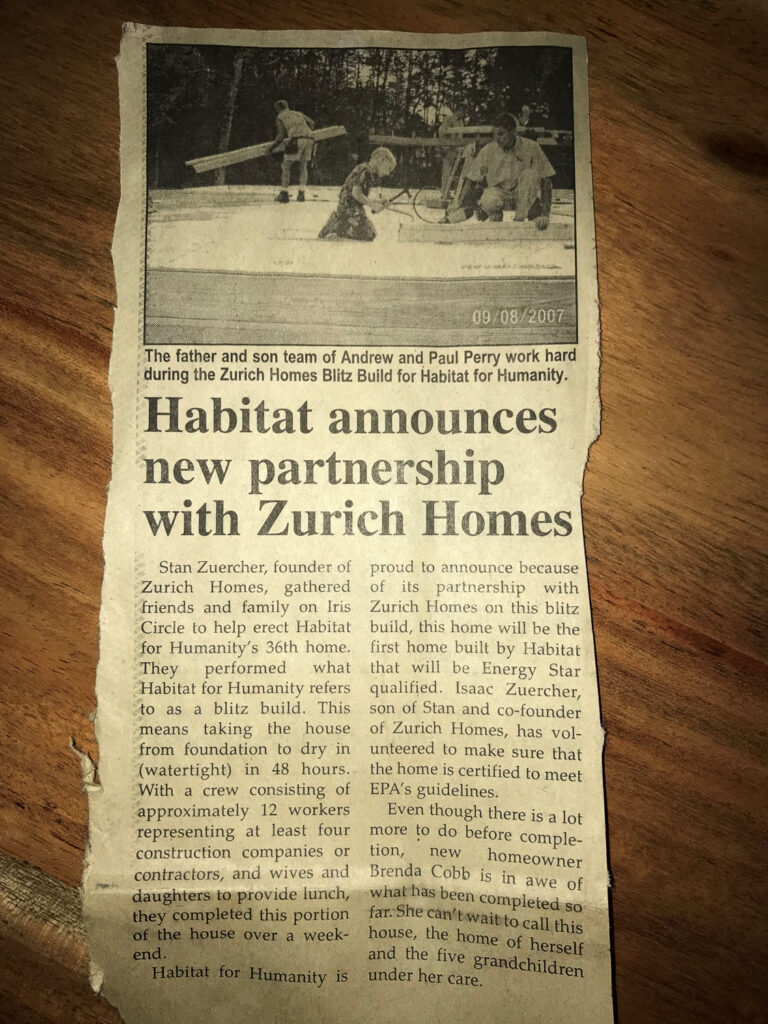 09/08/2007
The father and son team of Andrew and Paul Perry work hard
during the Zurich Homes Blitz Build for Habitat for Humanity.
Habitat announces
new partnership
with Zurich Homes
Stan Zuercher, founder of
Zurich Homes, gathered
friends and family on Iris
Circle to help erect Habitat
for Humanity's 36th home.
They performed what
Habitat for Humanity refers
to as a blitz build. This
means taking the house
from foundation to dry in
(watertight) in 48 hours.
With a crew consisting of
approximately 12 workers
representing at least four
construction companies or
contractors, and wives and
daughters to provide lunch,
they completed this portion
of the house over a week-
end.
Habitat for Humanity is
proud to announce because
of its partnership with
Zurich Homes on this blitz
build, this home will be the
first home built by Habitat
that will be Energy Star
qualified. Isaac Zuercher,
son of Stan and co-founder
of Zurich Homes, has vol-
unteered to make sure that
the home is certified to meet
EPA's guidelines.
Even though there is a lot
more to do before comple-
tion, new homeowner
Brenda Cobb is in awe of
what has been completed so
far. She can't wait to call this
house, the home of herself
and the five grandchildren
under her care.